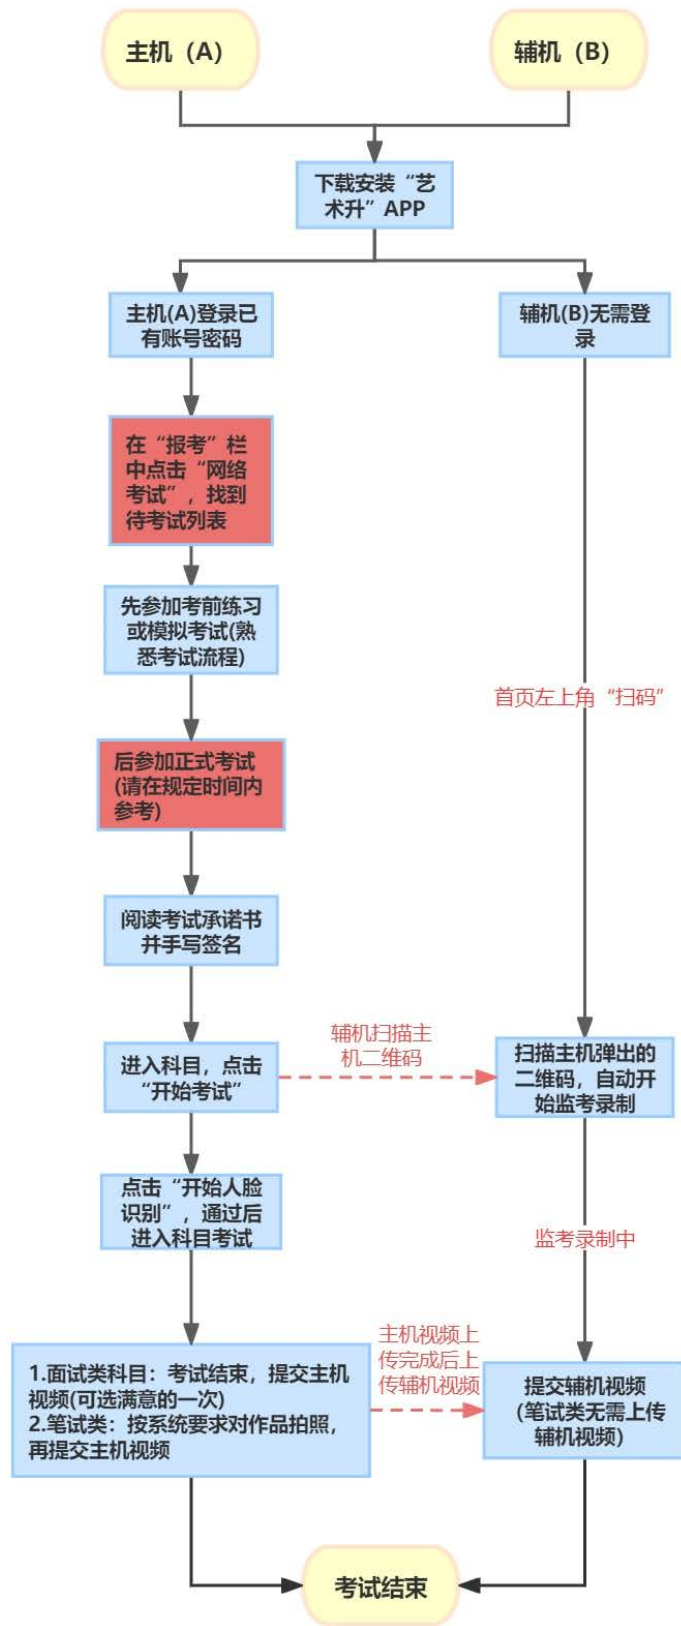 主机（A）
辅机（B）
下载安装“艺
术升”APP
主机(A)登录已
有账号密码
辅机(B)无需登
录
在“报考”栏
中点击“网络
考试”，找到
待考试列表
先参加考前练习
或模拟考试(熟
悉考试流程)
首页左上角“扫码”
后参加正式考试
(请在规定时间内
参考)
阅读考试承诺书
并手写签名
进入科目，点击
“开始考试”
辅机扫描主
机二维码
扫描主机弹出的
二维码，自动开
始监考录制
点击“开始人脸
识别”，通过后
进入科目考试
监考录制中
1.面试类科目：考试结束，提交主机
视频(可选满意的一次)
2.笔试类：按系统要求对作品拍照，
再提交主机视频
主机视频上
传完成后上
传辅机视频
提交辅机视频
（笔试类无需上传
辅机视频）
考试结束